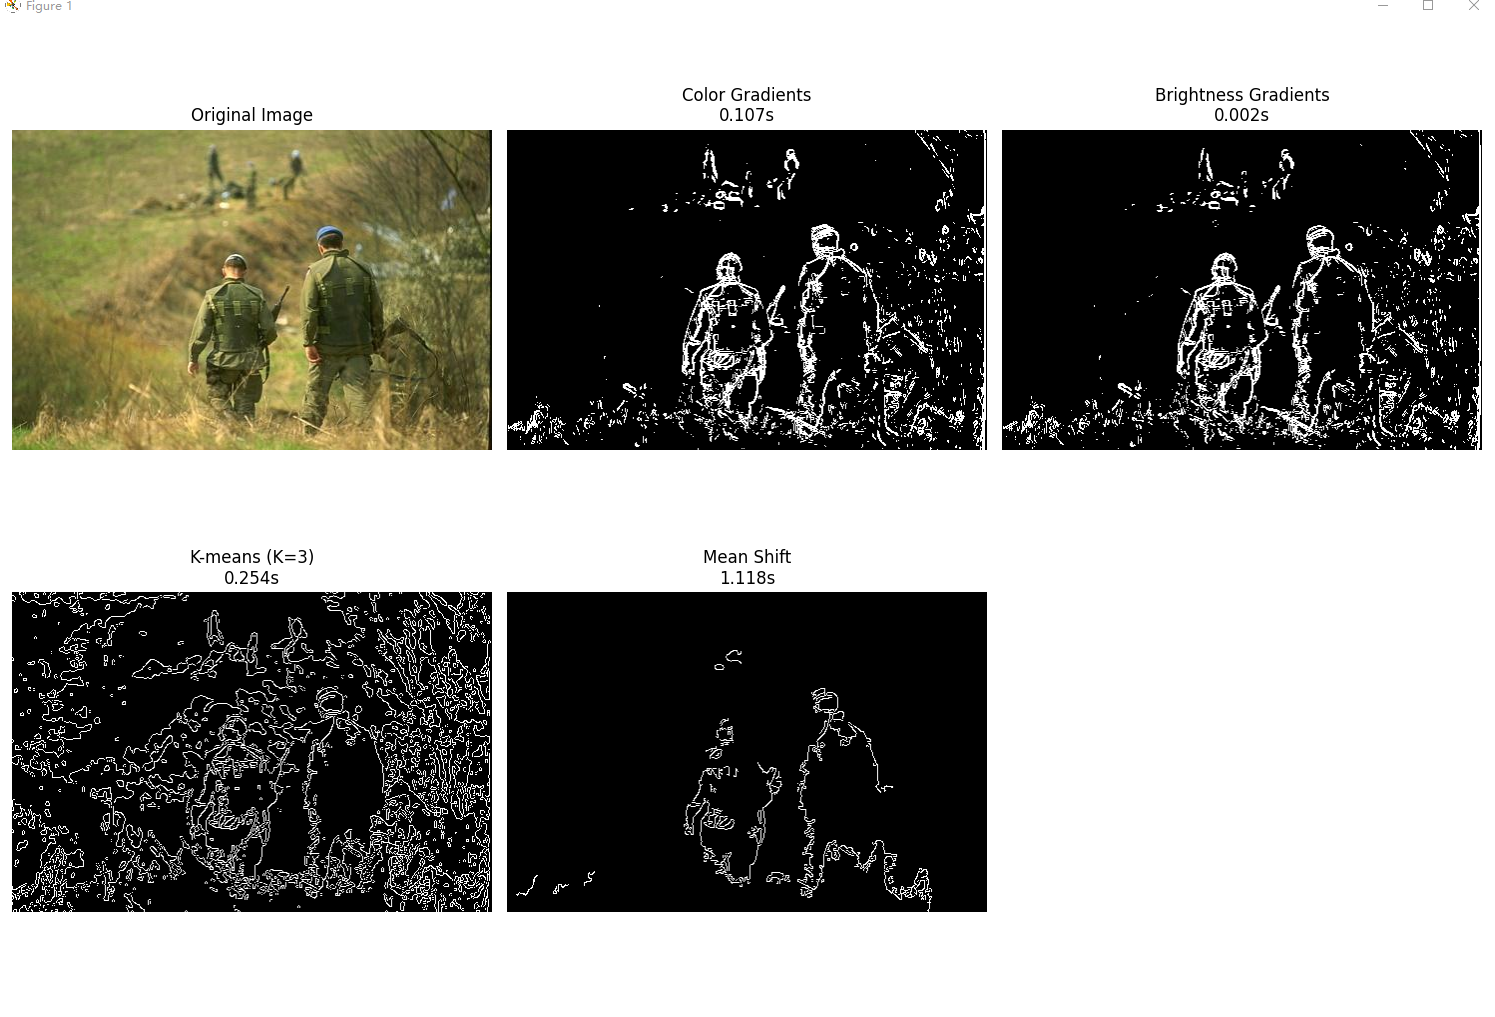 Figure 1
Original Image
Color Gradients
0.107s
Brightness Gradients
0.002s
K-means (K=3)
0.254s
Mean Shift
1.118s